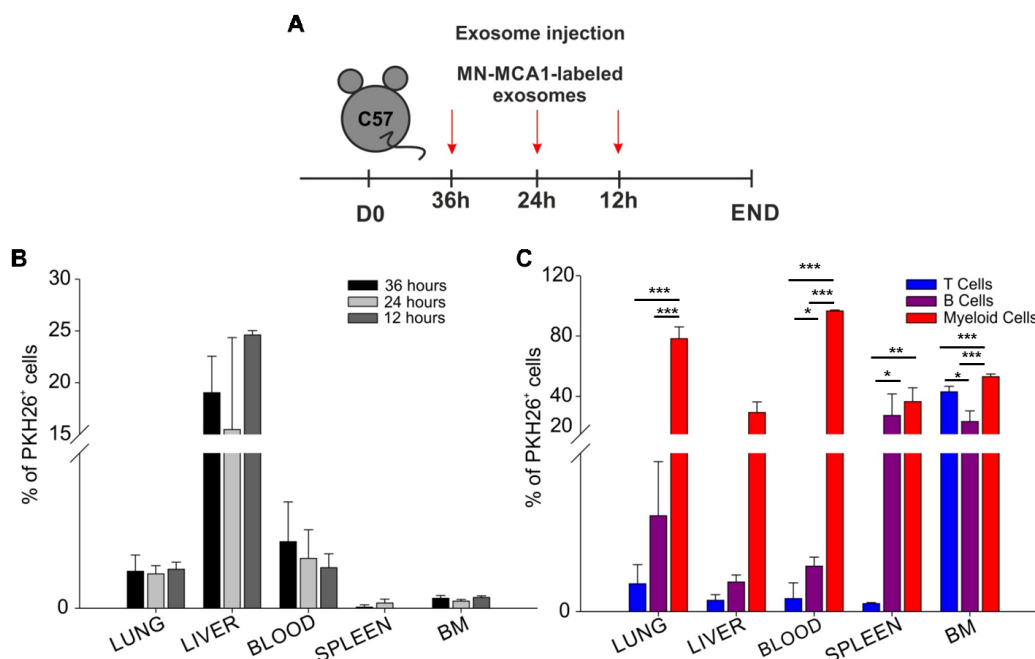 A
Exosome injection
MN-MCA1-labeled
exosomes
C57
D0
36h
24h
12h
END
B
% of PKH26⁺ cells
30
25
20
15
0
36 hours
24 hours
12 hours
LUNG
LIVER
BLOOD
SPLEEN
BM
C
% of PKH26⁺ cells
120
80
40
20
0
T Cells
B Cells
Myeloid Cells
***
***
***
***
*
**
*
***
***
*
LUNG
LIVER
BLOOD
SPLEEN
BM